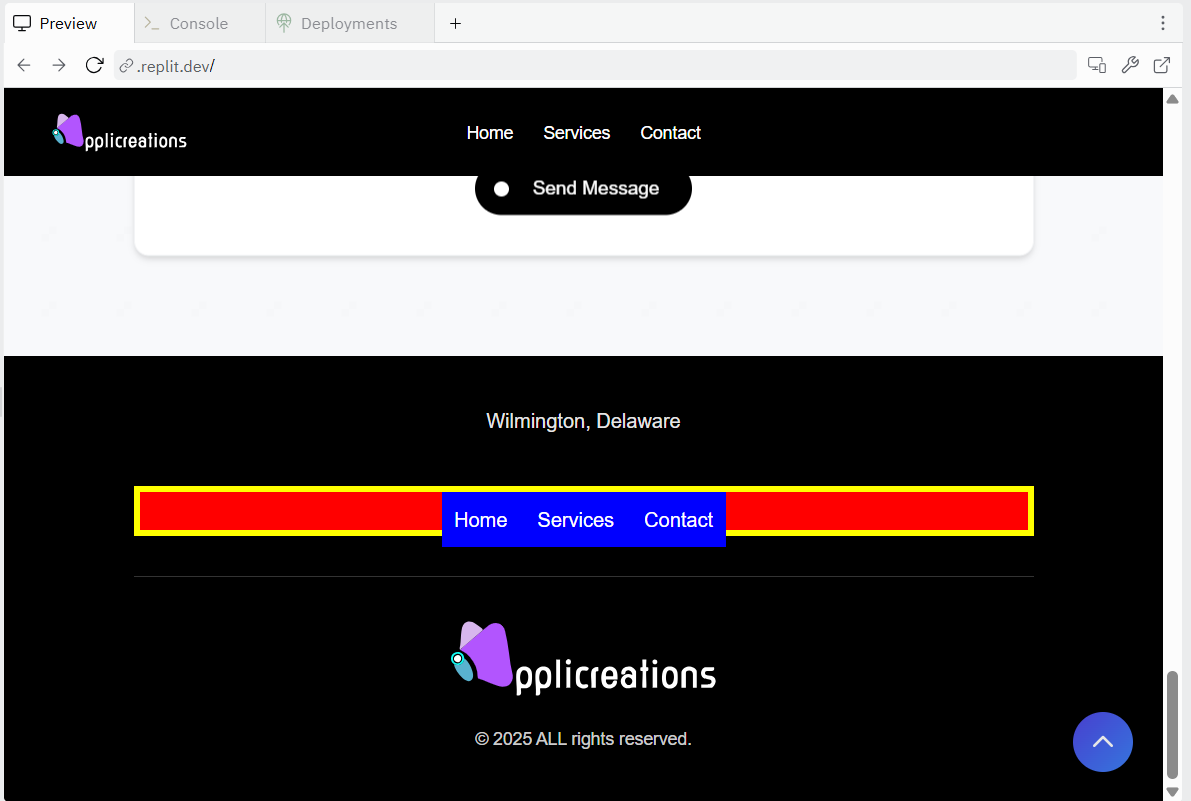 Preview
Console
Deployments
.replit.dev/
pplicreations
Home
Services
Contact
Send Message
Wilmington, Delaware
Home
Services
Contact
pplicreations
© 2025 ALL rights reserved.